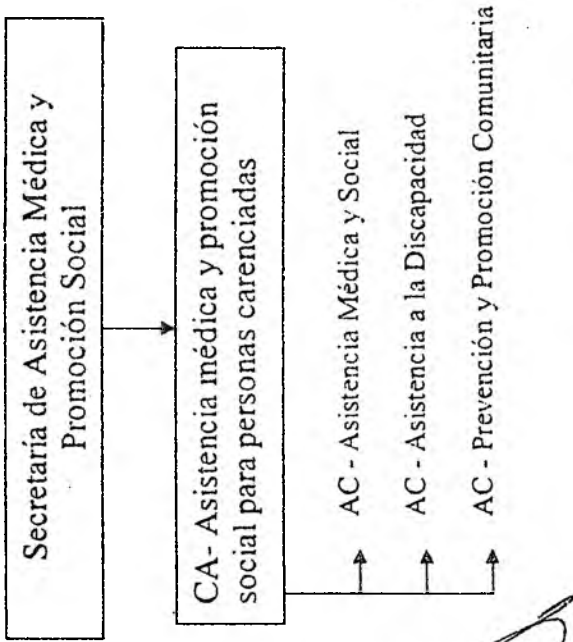 Secretaría de Asistencia Médica y
Promoción Social
CA- Asistencia médica y promoción
social para personas carenciadas
AC - Asistencia Médica y Social
AC - Asistencia a la Discapacidad
AC - Prevención y Promoción Comunitaria